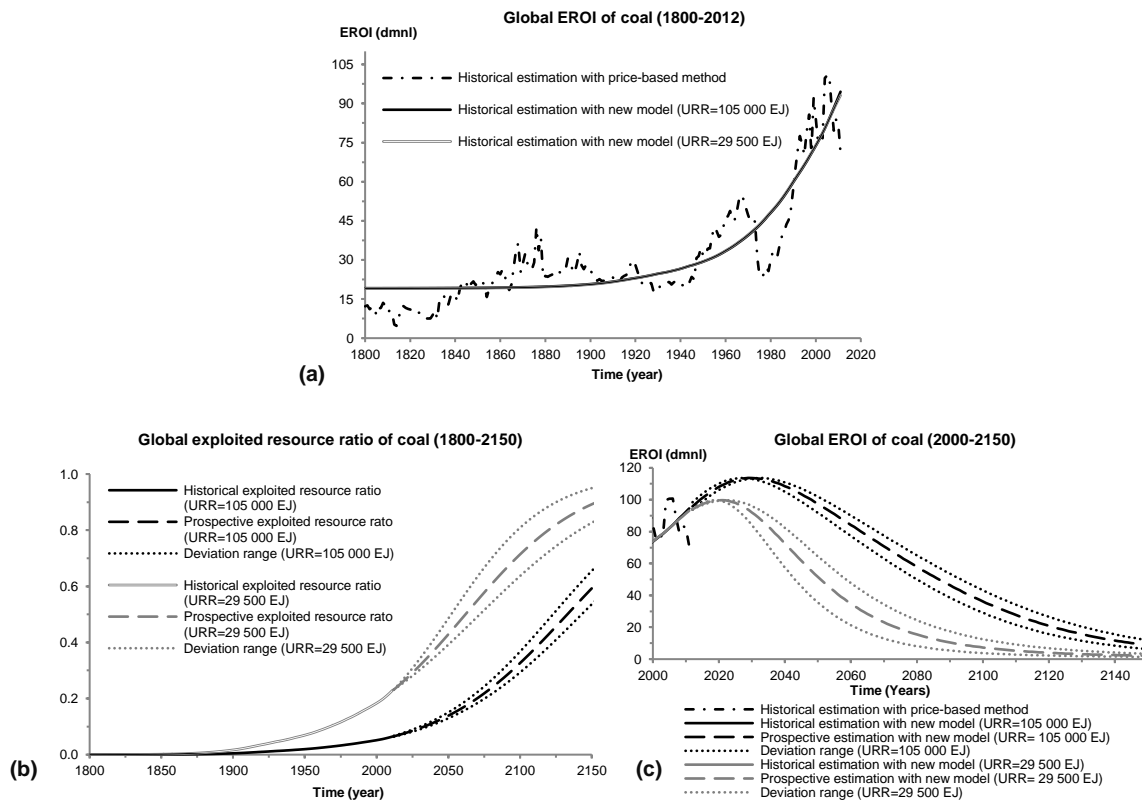 Global EROI of coal (1800-2012)
EROI (dmnl)
105
90
75
60
45
30
15
0
Historical estimation with price-based method
Historical estimation with new model (URR=105 000 EJ)
Historical estimation with new model (URR=29 500 EJ)
1800 1820 1840 1860 1880 1900 1920 1940 1960 1980 2000 2020
Time (year)
(a)
Global exploited resource ratio of coal (1800-2150)
1.0
0.8
0.6
0.4
0.2
0.0
Historical exploited resource ratio
(URR=105 000 EJ)
Prospective exploited resource ratio
(URR=105 000 EJ)
Deviation range (URR=105 000 EJ)
Historical exploited resource ratio
(URR=29 500 EJ)
Prospective exploited resource ratio
(URR=29 500 EJ)
Deviation range (URR=29 500 EJ)
1800 1850 1900 1950 2000 2050 2100 2150
Time (year)
(b)
Global EROI of coal (2000-2150)
EROI (dmnl)
120
100
80
60
40
20
0
2000 2020 2040 2060 2080 2100 2120 2140
Time (Years)
Historical estimation with price-based method
Historical estimation with new model (URR=105 000 EJ)
Prospective estimation with new model (URR= 105 000 EJ)
Deviation range (URR=105 000 EJ)
Historical estimation with new model (URR=29 500 EJ)
Prospective estimation with new model (URR= 29 500 EJ)
Deviation range (URR=29 500 EJ)
(c)